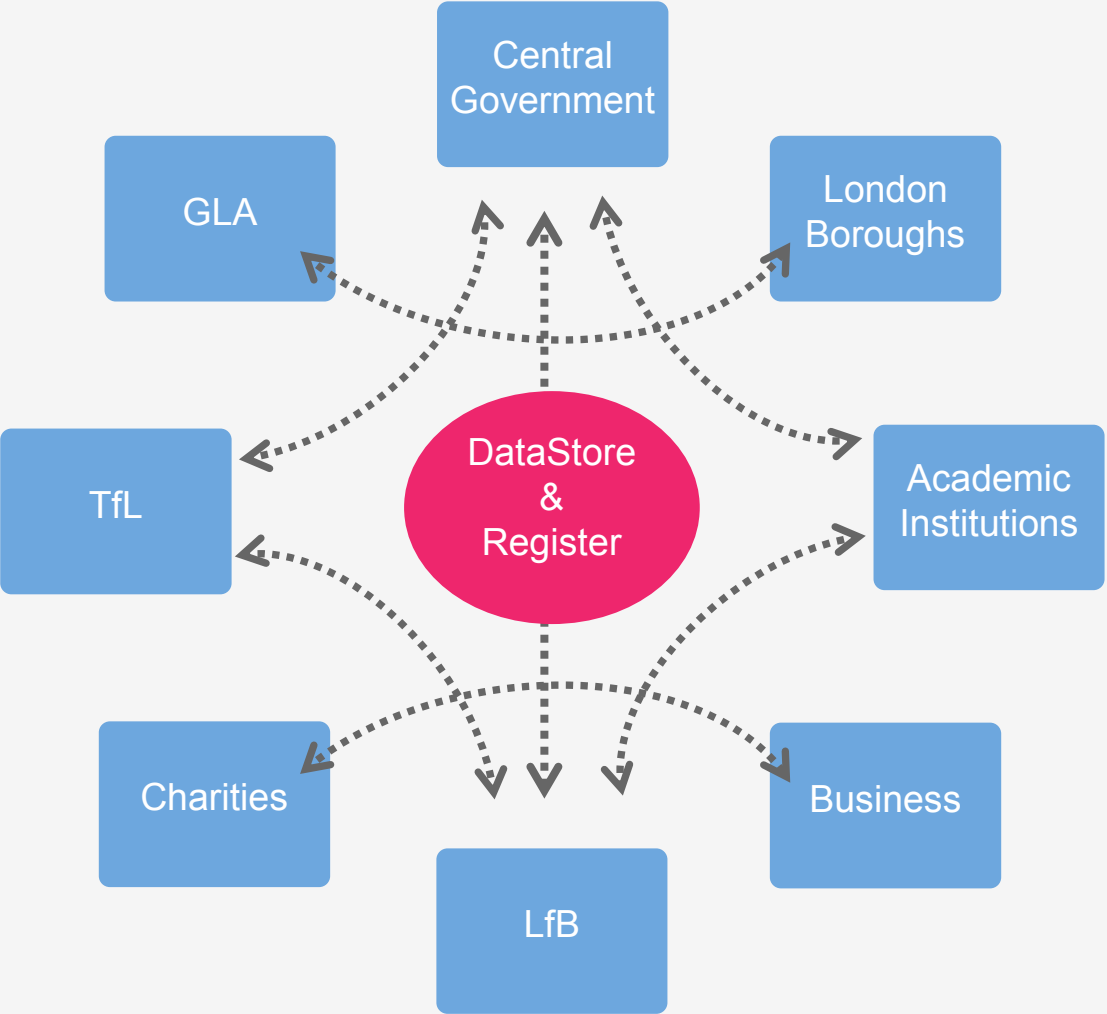 Central
Government
GLA
London
Boroughs
DataStore
&
Register
TfL
Academic
Institutions
Charities
Business
LfB